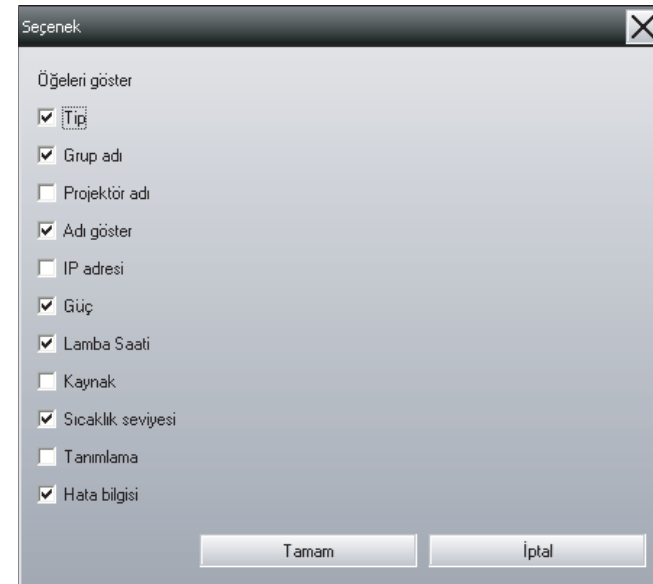 Seçenek
Öğeleri göster
Tip
Grup adı
Projektör adı
Adı göster
IP adresi
Güç
Lamba Saati
Kaynak
Sıcaklık seviyesi
Tanımlama
Hata bilgisi
Tamam İptal